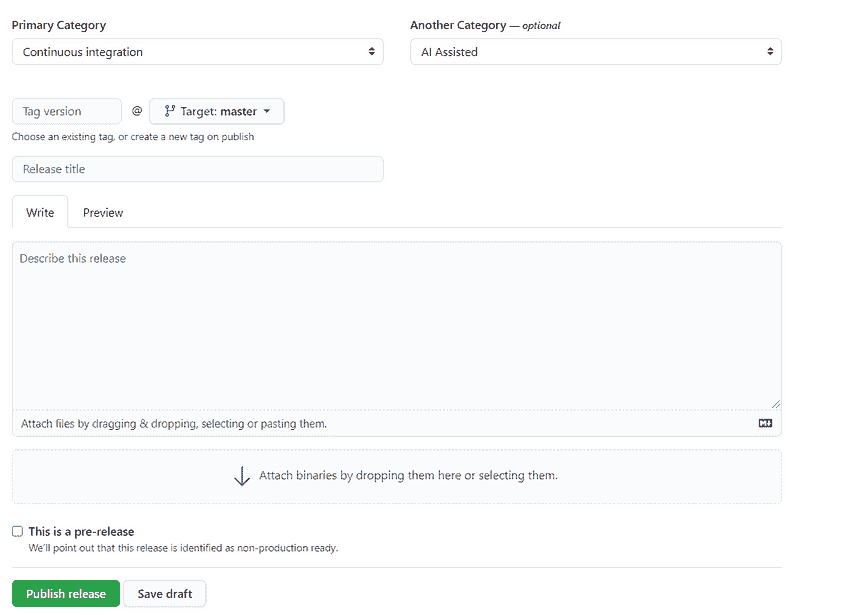 Primary Category
Another Category — optional
Continuous integration
AI Assisted
Tag version
@
Target: master
Choose an existing tag, or create a new tag on publish
Release title
Write
Preview
Describe this release
Attach files by dragging & dropping, selecting or pasting them.
Attach binaries by dropping them here or selecting them.
This is a pre-release
We'll point out that this release is identified as non-production ready.
Publish release
Save draft